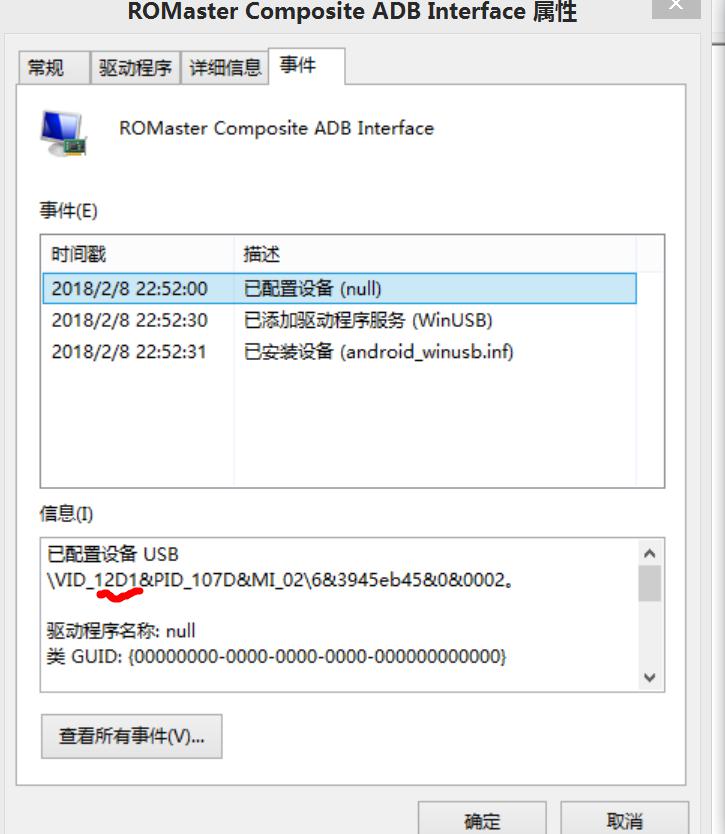 ROMaster Composite ADB Interface 属性
常规 驱动程序 详细信息 事件
ROMaster Composite ADB Interface
事件(E)
时间戳 描述
2018/2/8 22:52:00 已配置设备 (null)
2018/2/8 22:52:30 已添加驱动程序服务 (WinUSB)
2018/2/8 22:52:31 已安装设备 (android_winusb.inf)
信息(I)
已配置设备 USB
\VID_12D1&PID_107D&MI_02\6&3945eb45&0&0002。
驱动程序名称: null
类 GUID: {00000000-0000-0000-0000-000000000000}
查看所有事件(V)...
确定 取消